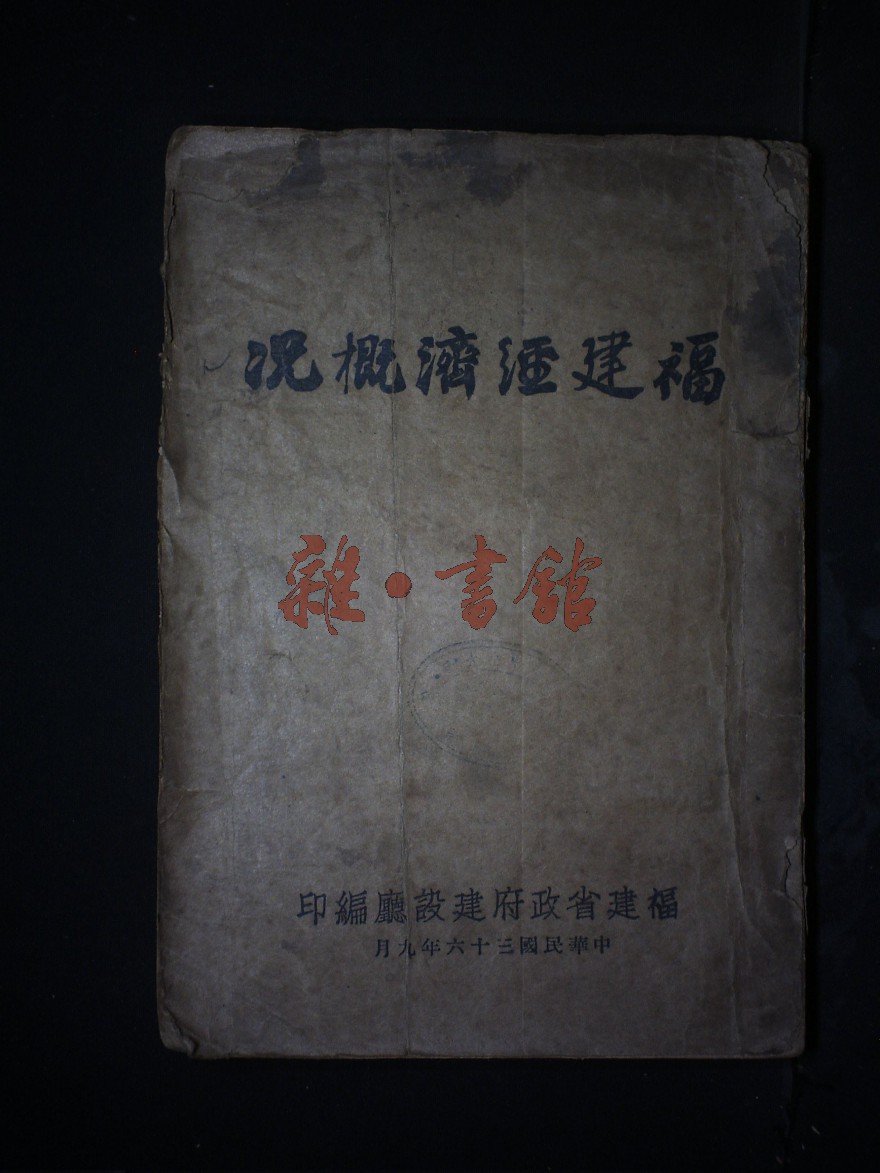 福建經濟概況
雜·書館
福建省政府建設廳編印
中華民國三十六年九月